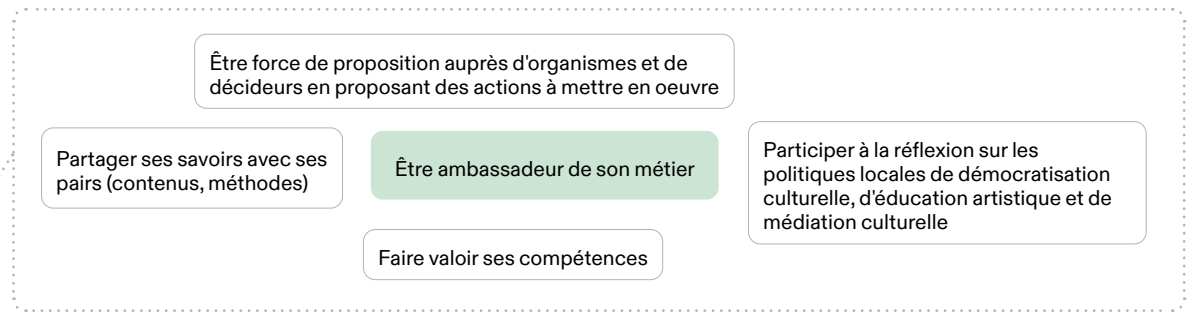 Être force de proposition auprès d'organismes et de
décideurs en proposant des actions à mettre en oeuvre
Partager ses savoirs avec ses
pairs (contenus, méthodes)
Être ambassadeur de son métier
Participer à la réflexion sur les
politiques locales de démocratisation
culturelle, d'éducation artistique et de
médiation culturelle
Faire valoir ses compétences